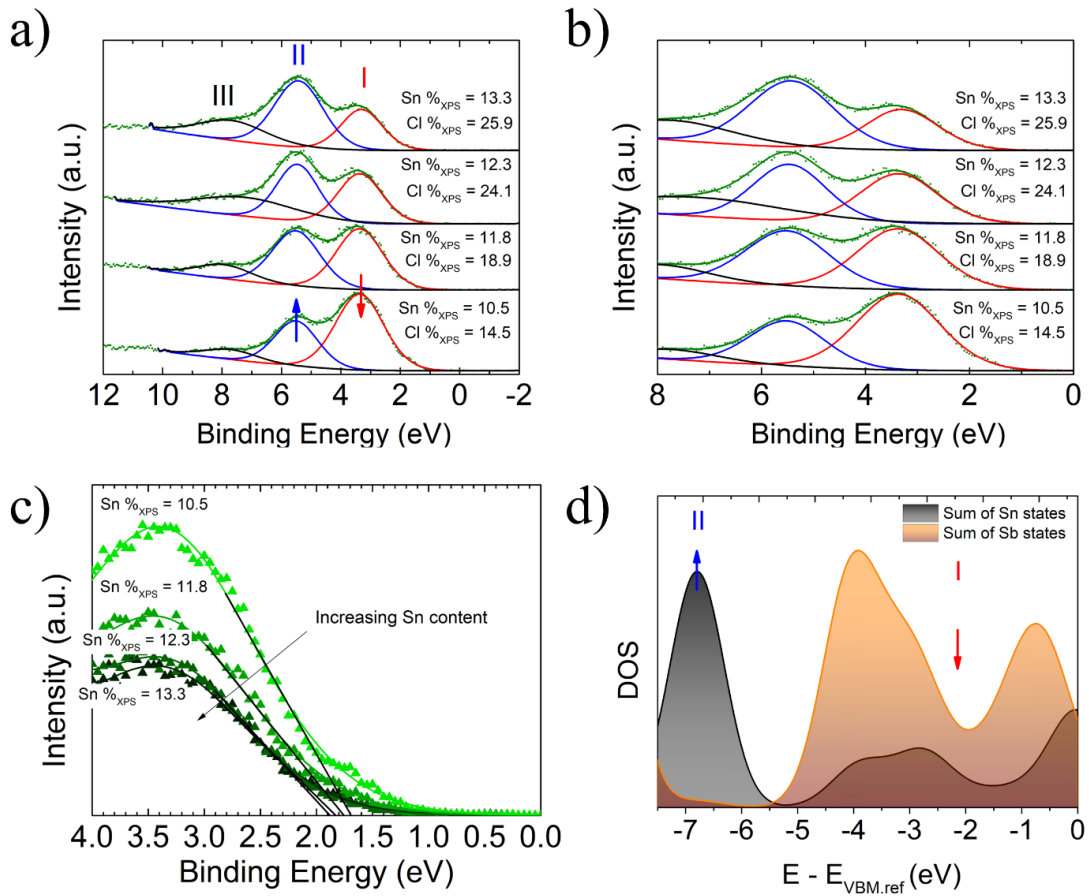 a)
III
II
I
Sn %XPS = 13.3
Cl %XPS = 25.9
Sn %XPS = 12.3
Cl %XPS = 24.1
Sn %XPS = 11.8
Cl %XPS = 18.9
Sn %XPS = 10.5
Cl %XPS = 14.5
Intensity (a.u.)
12 10 8 6 4 2 0 -2
Binding Energy (eV)
b)
Sn %XPS = 13.3
Cl %XPS = 25.9
Sn %XPS = 12.3
Cl %XPS = 24.1
Sn %XPS = 11.8
Cl %XPS = 18.9
Sn %XPS = 10.5
Cl %XPS = 14.5
Intensity (a.u.)
8 6 4 2 0
Binding Energy (eV)
c)
Sn %XPS = 10.5
Sn %XPS = 11.8
Sn %XPS = 12.3
Sn %XPS = 13.3
Increasing Sn content
Intensity (a.u.)
4.0 3.5 3.0 2.5 2.0 1.5 1.0 0.5 0.0
Binding Energy (eV)
d)
II
I
Sum of Sn states
Sum of Sb states
DOS
-7 -6 -5 -4 -3 -2 -1 0
E - EVBM.ref (eV)